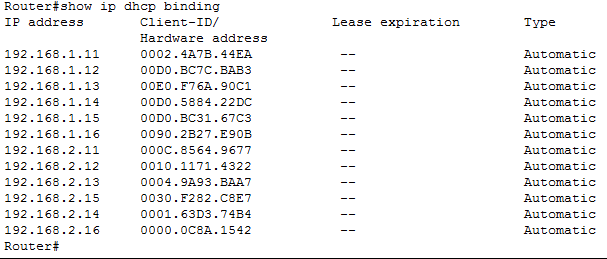 Router#show ip dhcp binding
IP address       Client-ID/              Lease expiration        Type
                 Hardware address
192.168.1.11     0002.4A7B.44EA           --                     Automatic
192.168.1.12     00D0.BC7C.BAB3           --                     Automatic
192.168.1.13     00E0.F76A.90C1           --                     Automatic
192.168.1.14     00D0.5884.22DC           --                     Automatic
192.168.1.15     00D0.BC31.67C3           --                     Automatic
192.168.1.16     0090.2B27.E90B           --                     Automatic
192.168.2.11     000C.8564.9677           --                     Automatic
192.168.2.12     0010.1171.4322           --                     Automatic
192.168.2.13     0004.9A93.BAA7           --                     Automatic
192.168.2.15     0030.F282.C8E7           --                     Automatic
192.168.2.14     0001.63D3.74B4           --                     Automatic
192.168.2.16     0000.0C8A.1542           --                     Automatic
Router#